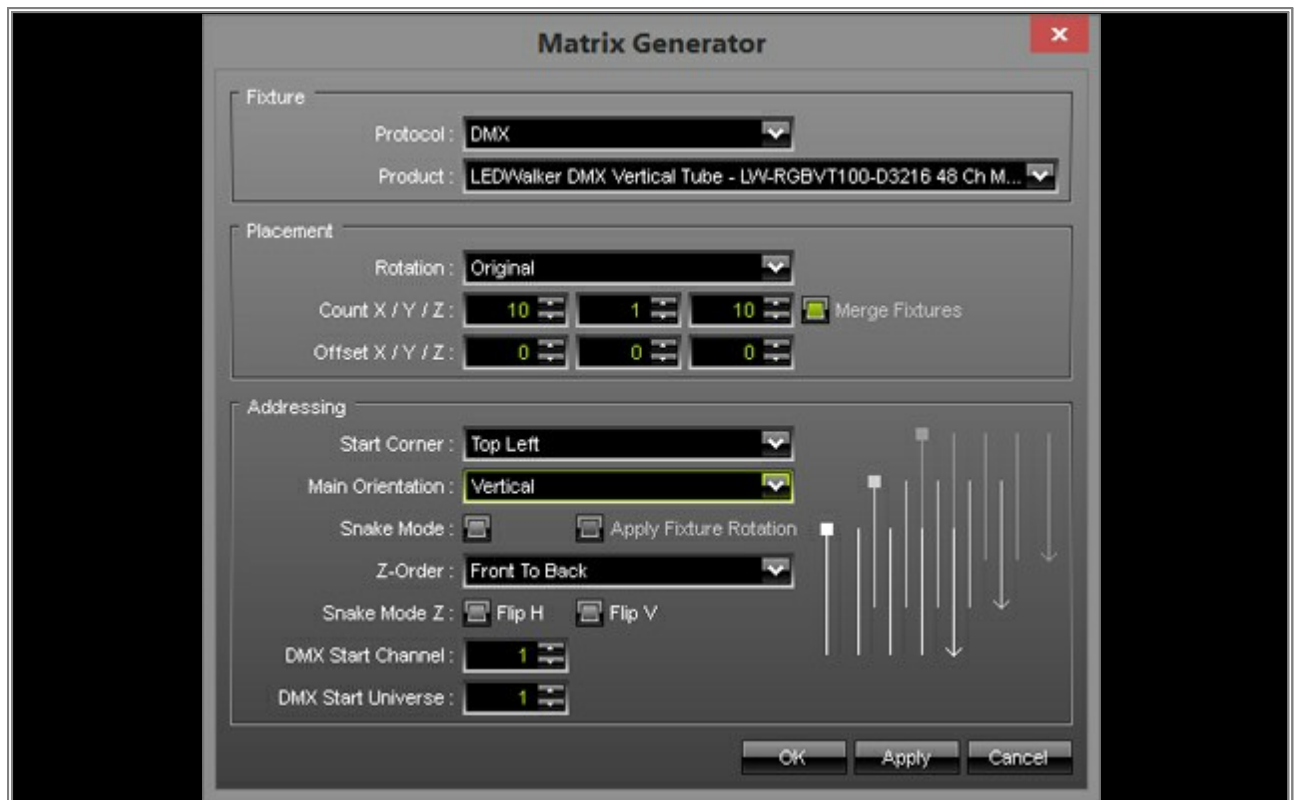 Matrix Generator
x
Fixture
Protocol : DMX
Product : LEDWalker DMX Vertical Tube - LW-RGBVT100-D3216 48 Ch M...
Placement
Rotation : Original
Count X / Y / Z : 10 1 10 Merge Fixtures
Offset X / Y / Z : 0 0 0
Addressing
Start Corner : Top Left
Main Orientation : Vertical
Snake Mode : Apply Fixture Rotation
Z-Order : Front To Back
Snake Mode Z : Flip H Flip V
DMX Start Channel : 1
DMX Start Universe : 1
OK Apply Cancel